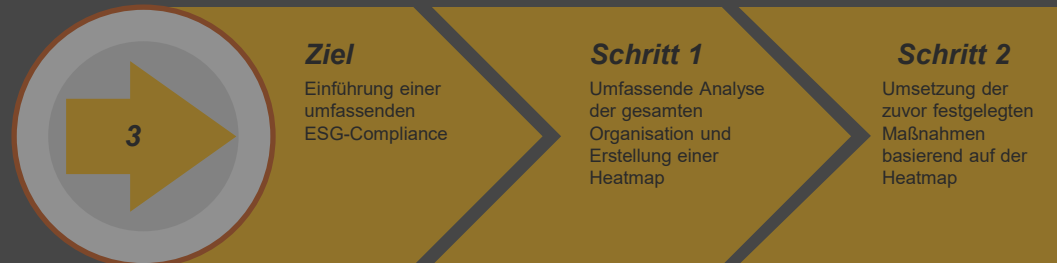 3
Ziel
Einführung einer
umfassenden
ESG-Compliance
Schritt 1
Umfassende Analyse
der gesamten
Organisation und
Erstellung einer
Heatmap
Schritt 2
Umsetzung der
zuvor festgelegten
Maßnahmen
basierend auf der
Heatmap